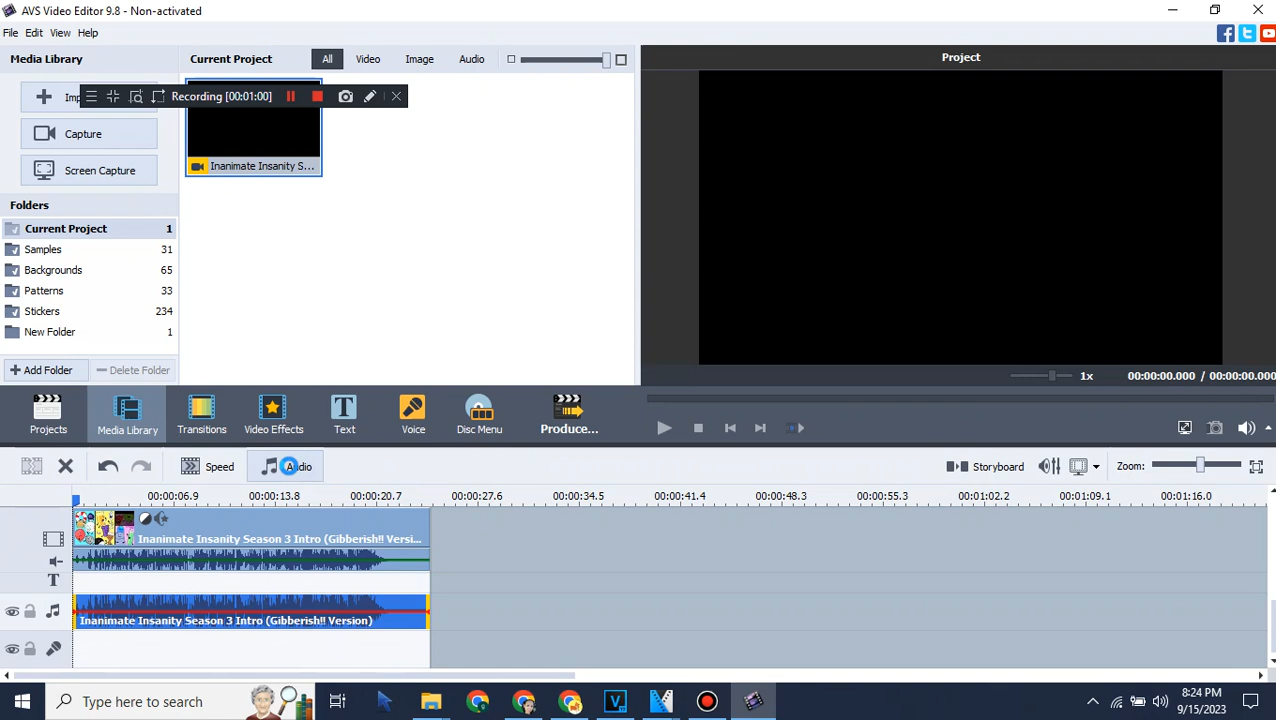 AVS Video Editor 9.8 - Non-activated
File Edit View Help
Media Library
Current Project All Video Image Audio
Project
Recording [00:01:00]
Capture
Inanimate Insanity S...
Screen Capture
Folders
Current Project 1
Samples 31
Backgrounds 65
Patterns 33
Stickers 234
New Folder 1
Add Folder Delete Folder
1x 00:00:00.000 / 00:00:00.000
Projects Media Library Transitions Video Effects Text Voice Disc Menu Produce...
Speed Audio Storyboard Zoom:
00:00:06.9 00:00:13.8 00:00:20.7 00:00:27.6 00:00:34.5 00:00:41.4 00:00:48.3 00:00:55.3 00:01:02.2 00:01:09.1 00:01:16.0
Inanimate Insanity Season 3 Intro (Gibberish!! Versi...
T
Inanimate Insanity Season 3 Intro (Gibberish!! Version)
Type here to search
8:24 PM
9/15/2023